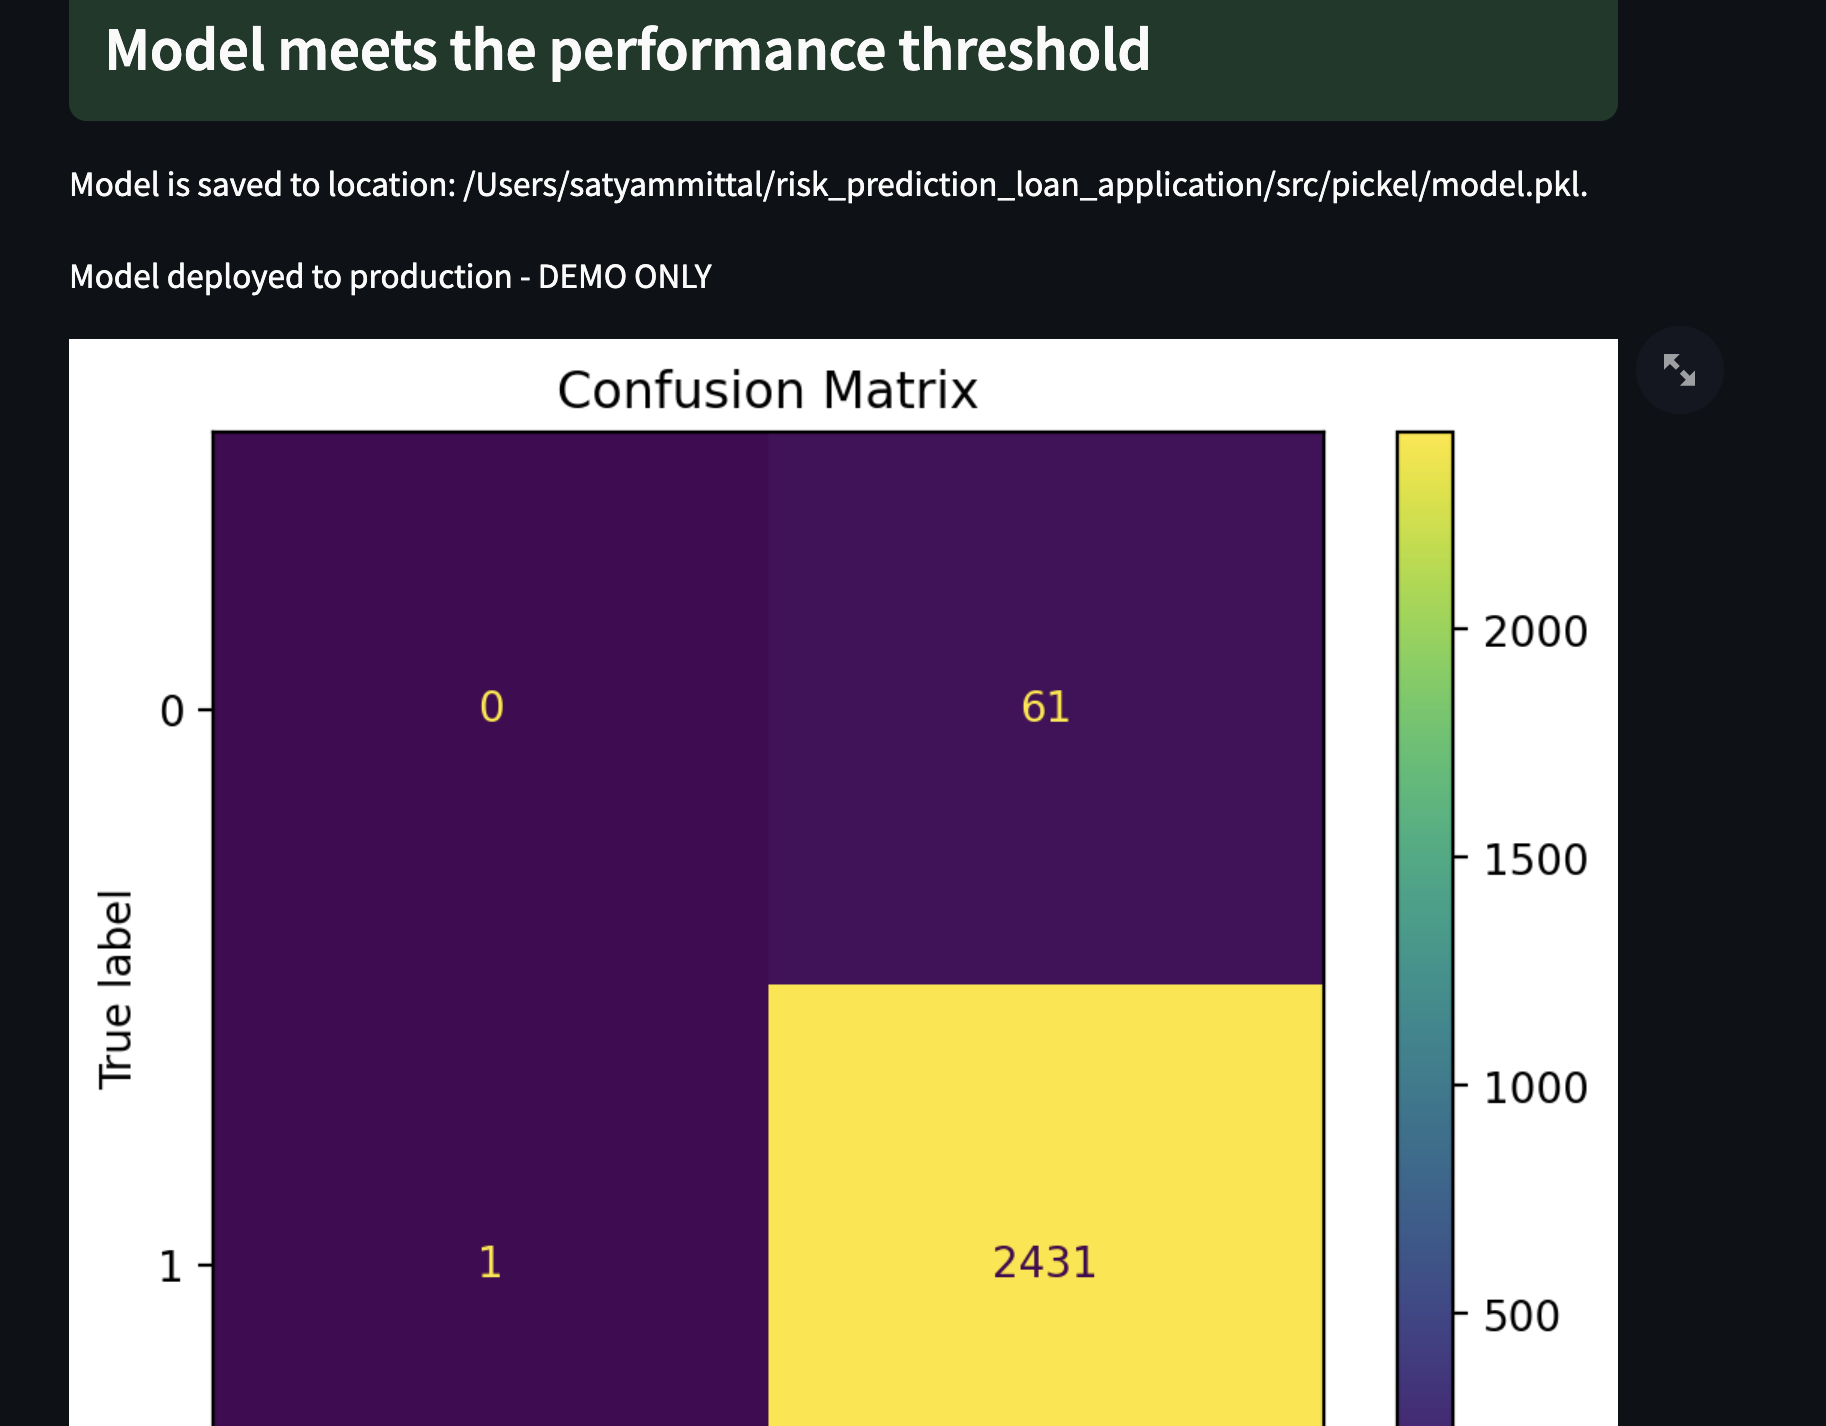 Model meets the performance threshold
Model is saved to location: /Users/satyammittal/risk_prediction_loan_application/src/pickel/model.pkl.
Model deployed to production - DEMO ONLY
Confusion Matrix
0
0
61
True label
1
1
2431
2000
1500
1000
500